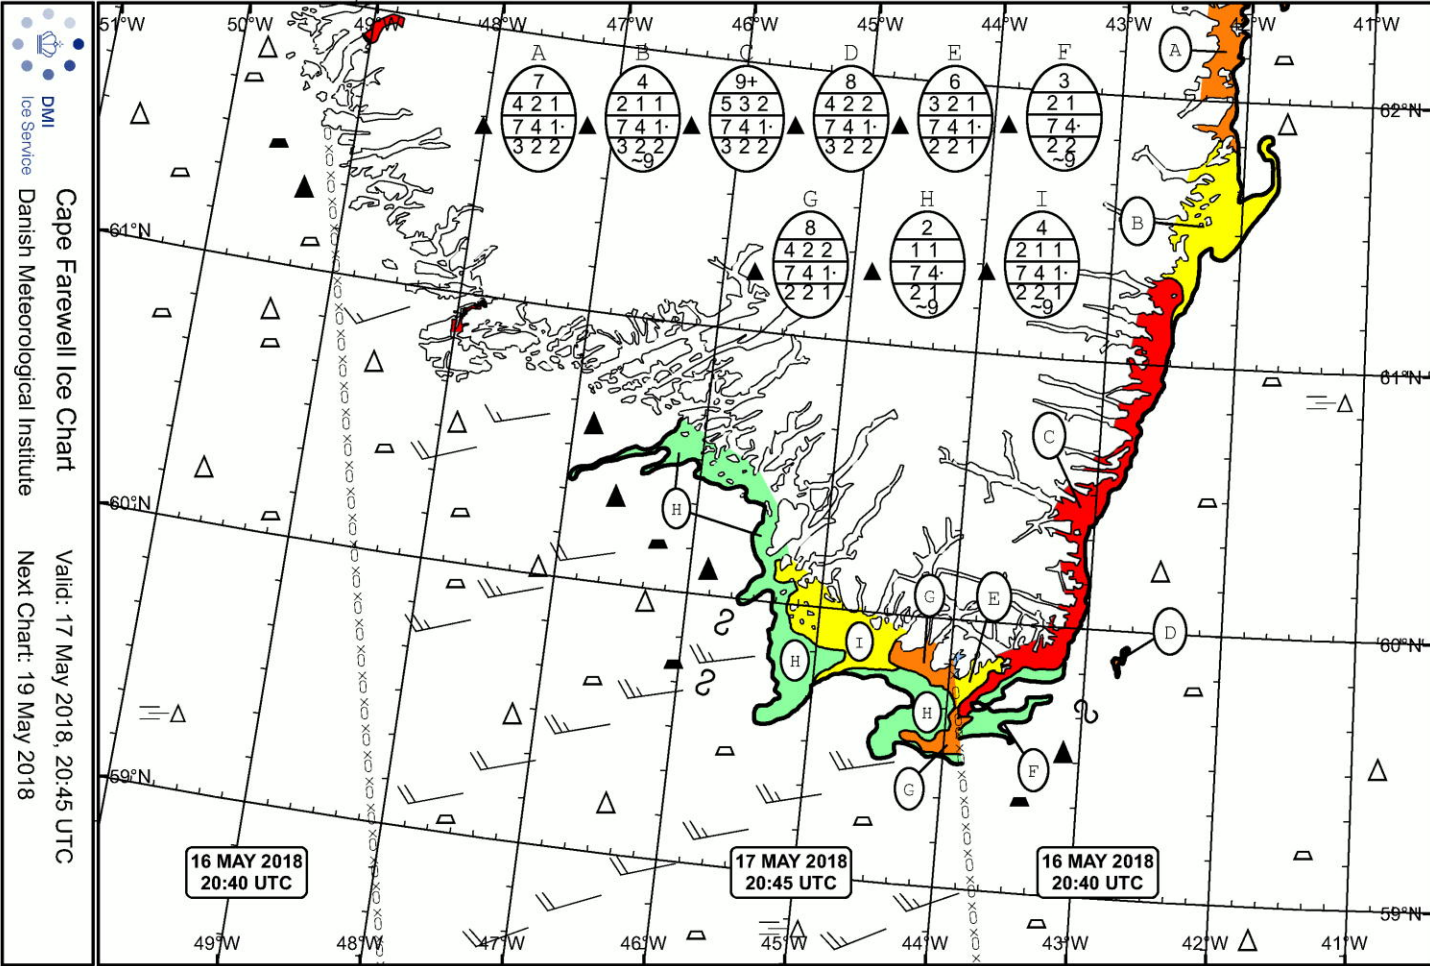 DMI
Ice Service
Cape Farewell Ice Chart
Danish Meteorological Institute
Valid: 17 May 2018, 20:45 UTC
Next Chart: 19 May 2018
51°W 50°W 49°W 48°W 47°W 46°W 45°W 44°W 43°W 42°W 41°W
A B C D E F
7 4 9+ 8 6 3
4 2 1 2 1 1 5 3 2 4 2 2 3 2 1 2 1
7 4 1· 7 4 1· 7 4 1· 7 4 1· 7 4 1· 7 4·
3 2 2 3 2 2 3 2 2 3 2 2 2 2 1 2 2
~9 ~9
G H I
8 2 4
4 2 2 1 1 2 1 1
7 4 1· 7 4· 7 4 1·
2 2 1 2 1 2 2 1
~9 ~9
A
62°N
B
61°N
61°N
C
60°N
H
G
E
D
60°N
I
H
H
F
G
59°N
16 MAY 2018
20:40 UTC
17 MAY 2018
20:45 UTC
16 MAY 2018
20:40 UTC
59°N
49°W 48°W 47°W 46°W 45°W 44°W 43°W 42°W 41°W